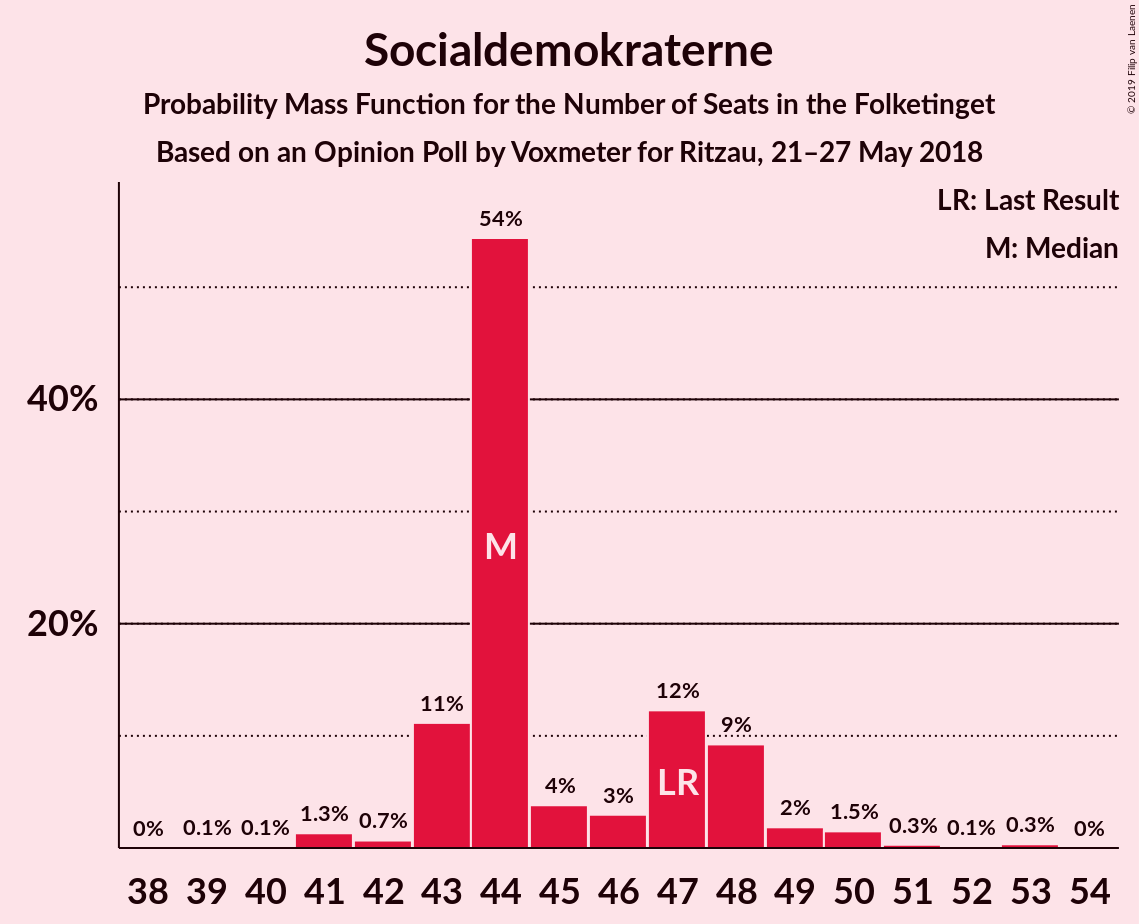 Socialdemokraterne
Probability Mass Function for the Number of Seats in the Folketinget
Based on an Opinion Poll by Voxmeter for Ritzau, 21–27 May 2018
© 2019 Filip van Laenen
LR: Last Result
M: Median
40%
20%
0%
0.1%
0.1%
1.3%
0.7%
11%
54%
M
4%
3%
12%
LR
9%
2%
1.5%
0.3%
0.1%
0.3%
0%
38 39 40 41 42 43 44 45 46 47 48 49 50 51 52 53 54